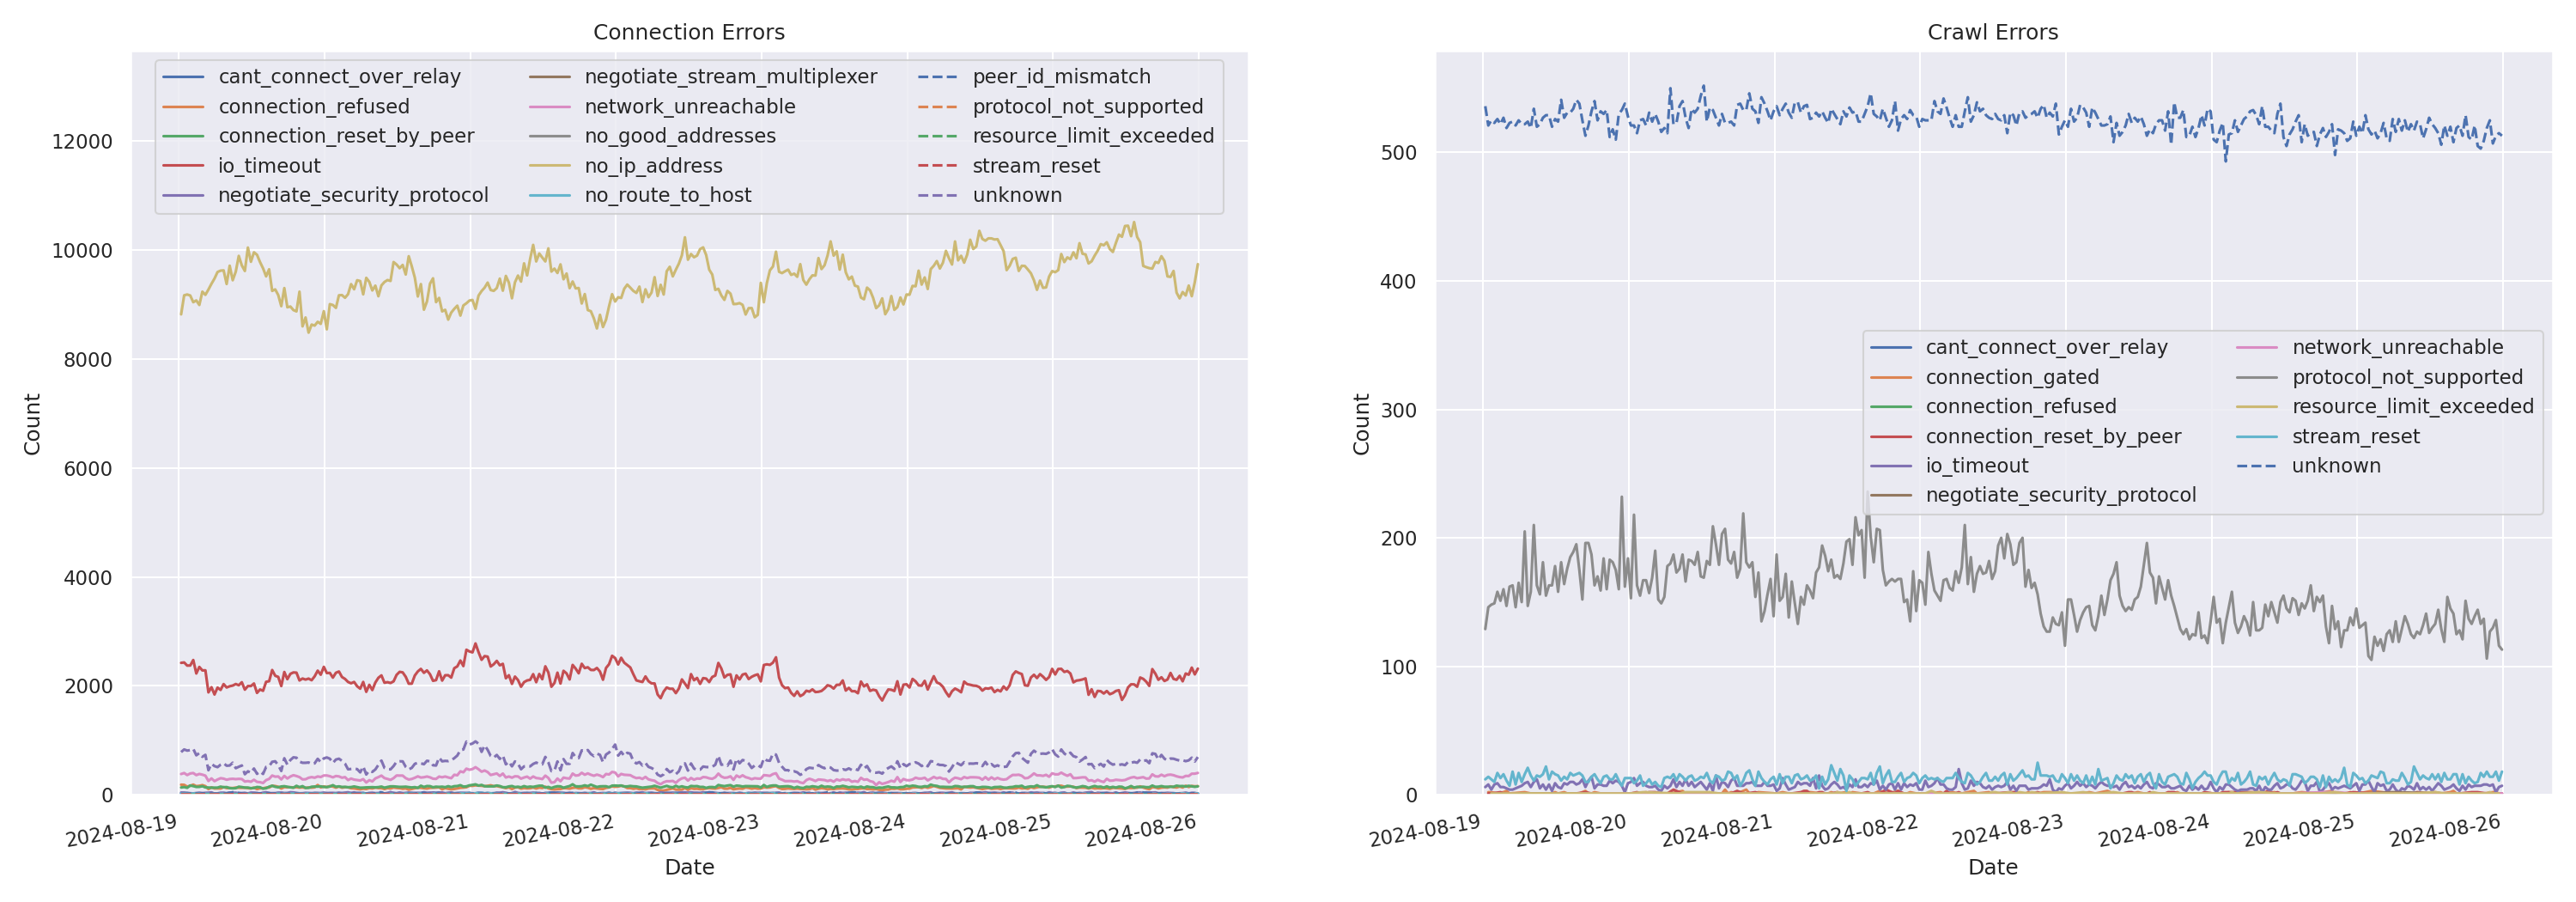 Connection Errors
cant_connect_over_relay
connection_refused
connection_reset_by_peer
io_timeout
negotiate_security_protocol
negotiate_stream_multiplexer
network_unreachable
no_good_addresses
no_ip_address
no_route_to_host
peer_id_mismatch
protocol_not_supported
resource_limit_exceeded
stream_reset
unknown
Count
12000
10000
8000
6000
4000
2000
0
2024-08-19
2024-08-20
2024-08-21
2024-08-22
2024-08-23
2024-08-24
2024-08-25
2024-08-26
Date
Crawl Errors
cant_connect_over_relay
connection_gated
connection_refused
connection_reset_by_peer
io_timeout
negotiate_security_protocol
network_unreachable
protocol_not_supported
resource_limit_exceeded
stream_reset
unknown
Count
500
400
300
200
100
0
2024-08-19
2024-08-20
2024-08-21
2024-08-22
2024-08-23
2024-08-24
2024-08-25
2024-08-26
Date